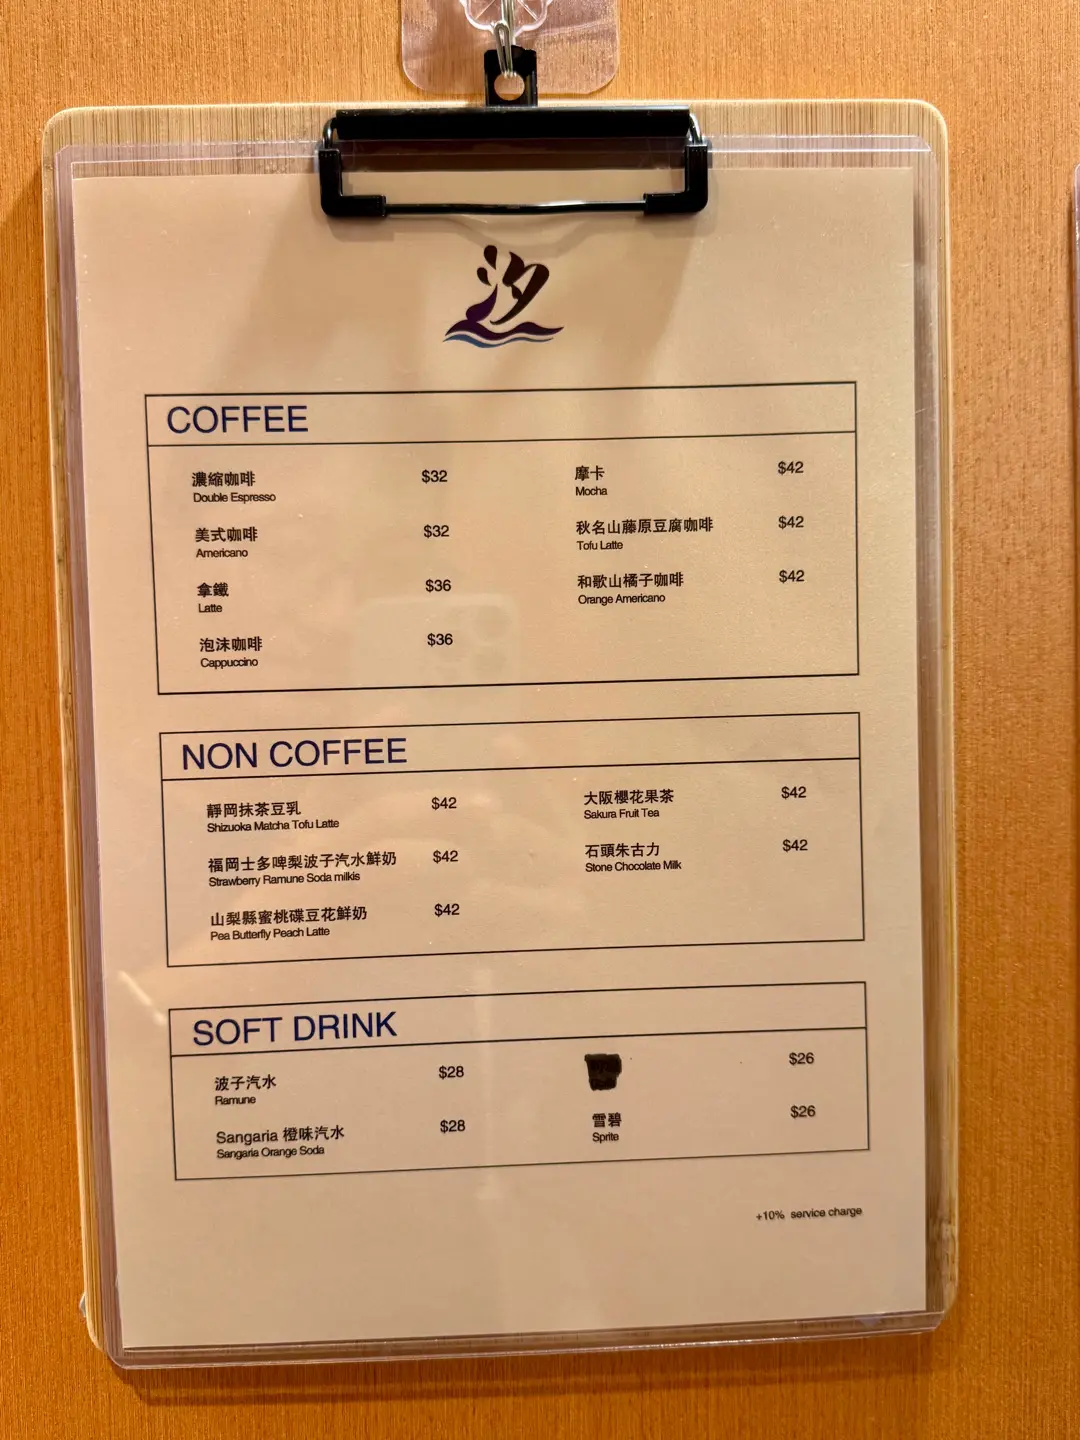 汐
COFFEE
濃縮咖啡 $32
Double Espresso
美式咖啡 $32
Americano
拿鐵 $36
Latte
泡沫咖啡 $36
Cappuccino
摩卡 $42
Mocha
秋名山藤原豆腐咖啡 $42
Tofu Latte
和歌山橘子咖啡 $42
Orange Americano
NON COFFEE
靜岡抹茶豆乳 $42
Shizuoka Matcha Tofu Latte
福岡士多啤梨波子汽水鮮奶 $42
Strawberry Ramune Soda milkis
山梨縣蜜桃碟豆花鮮奶 $42
Pea Butterfly Peach Latte
大阪櫻花果茶 $42
Sakura Fruit Tea
石頭朱古力 $42
Stone Chocolate Milk
SOFT DRINK
波子汽水 $28
Ramune
Sangaria 橙味汽水 $28
Sangaria Orange Soda
$26
雪碧 $26
Sprite
+10% service charge